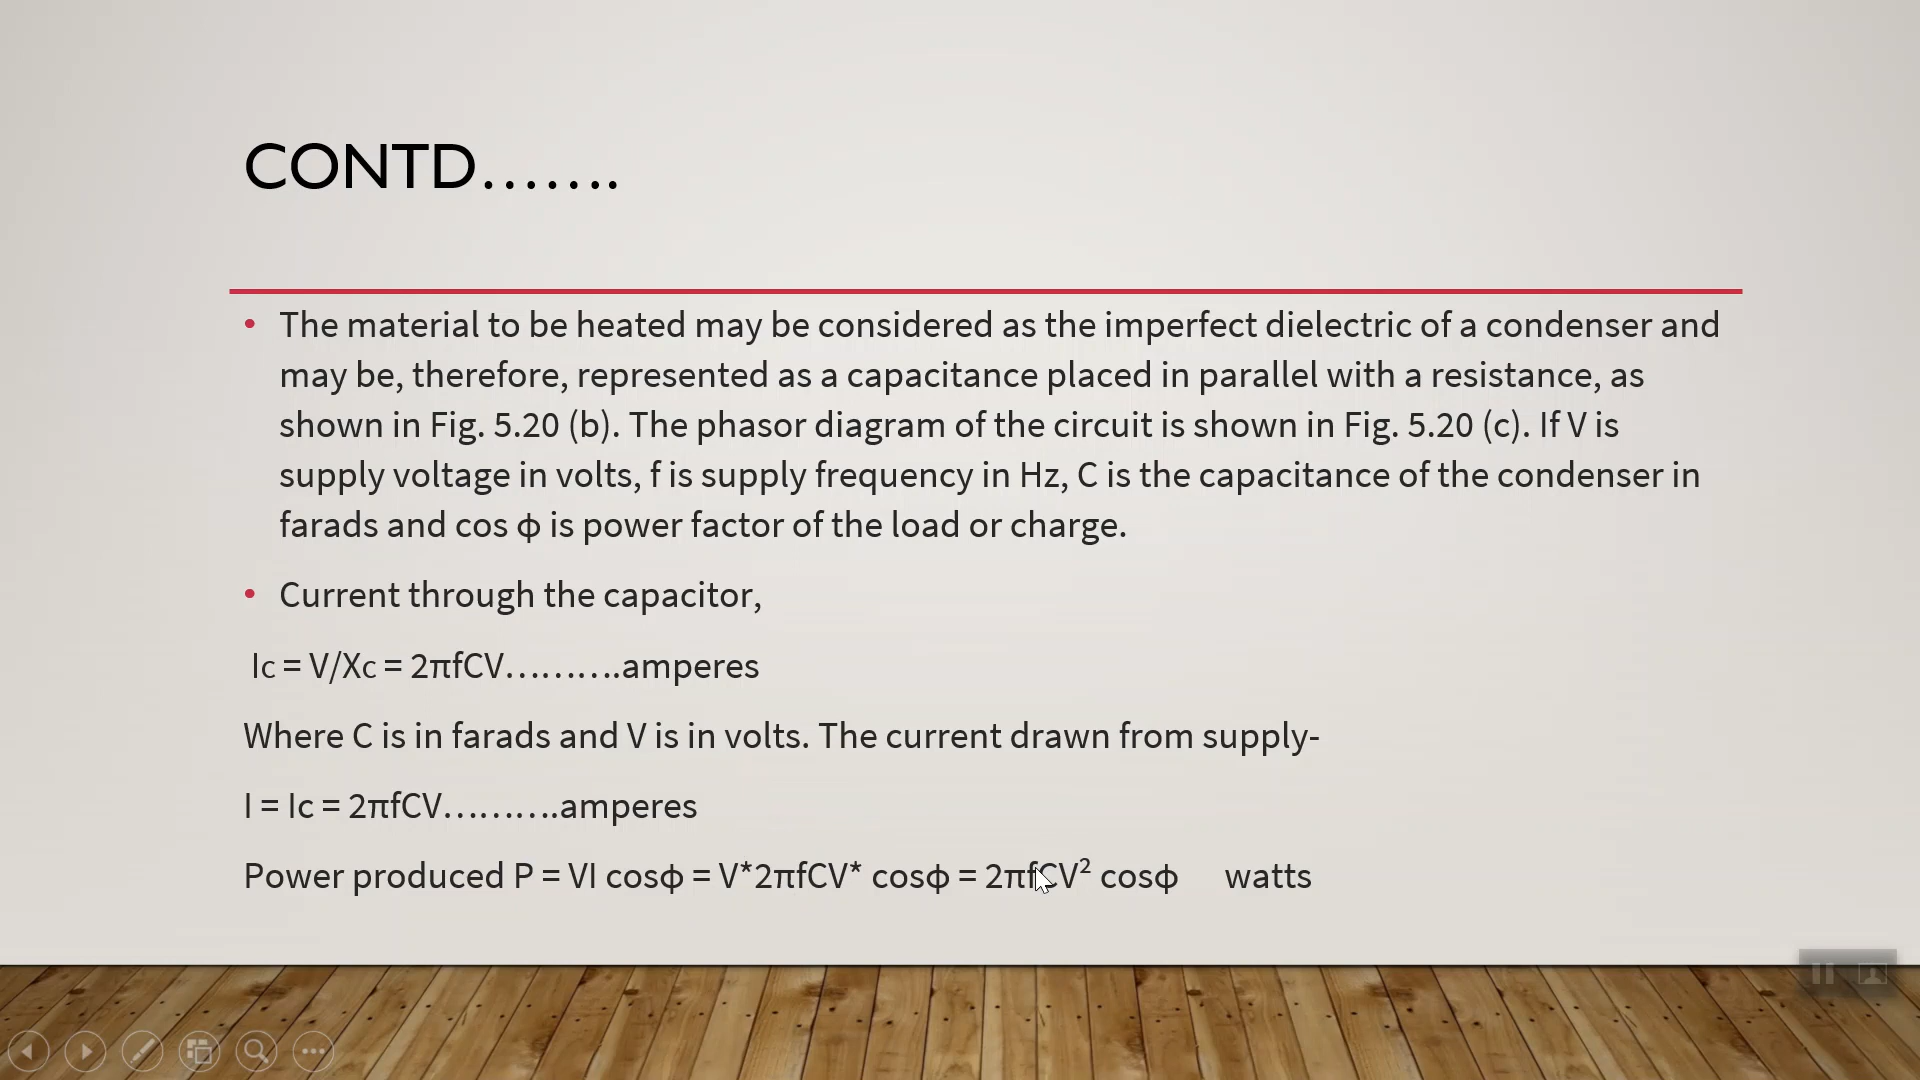 CONTD…….
• The material to be heated may be considered as the imperfect dielectric of a condenser and
may be, therefore, represented as a capacitance placed in parallel with a resistance, as
shown in Fig. 5.20 (b). The phasor diagram of the circuit is shown in Fig. 5.20 (c). If V is
supply voltage in volts, f is supply frequency in Hz, C is the capacitance of the condenser in
farads and cos ϕ is power factor of the load or charge.
• Current through the capacitor,
Ic = V/Xc = 2πfCV……….amperes
Where C is in farads and V is in volts. The current drawn from supply-
I = Ic = 2πfCV……….amperes
Power produced P = VI cosϕ = V*2πfCV* cosϕ = 2πfCV² cosϕ watts